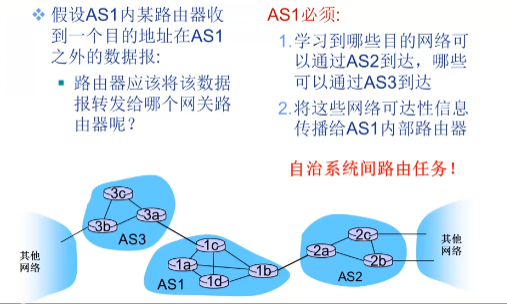 ❖ 假设AS1内某路由器收
到一个目的地址在AS1
之外的数据报:
▪ 路由器应该将该数据
报转发给哪个网关路
由器呢?
AS1必须:
1.学习到哪些目的网络可
以通过AS2到达，哪些
可以通过AS3到达
2.将这些网络可达性信息
传播给AS1内部路由器
自治系统间路由任务！
3c
3b
3a
AS3
其他
网络
1c
1a
1d
1b
AS1
2c
2a
2b
AS2
其他
网络